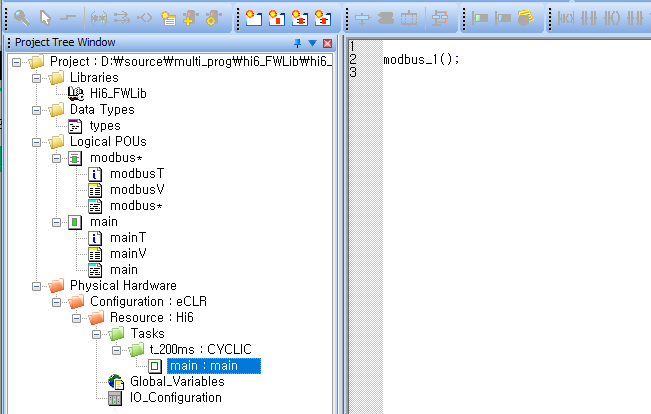 Project Tree Window
Project : D:₩source₩multi_prog₩hi6_FWLib₩hi6_
Libraries
Hi6_FWLib
Data Types
types
Logical POUs
modbus*
modbusT
modbusV
modbus*
main
mainT
mainV
main
Physical Hardware
Configuration : eCLR
Resource : Hi6
Tasks
t_200ms : CYCLIC
main : main
Global_Variables
IO_Configuration
1
2 modbus_1();
3